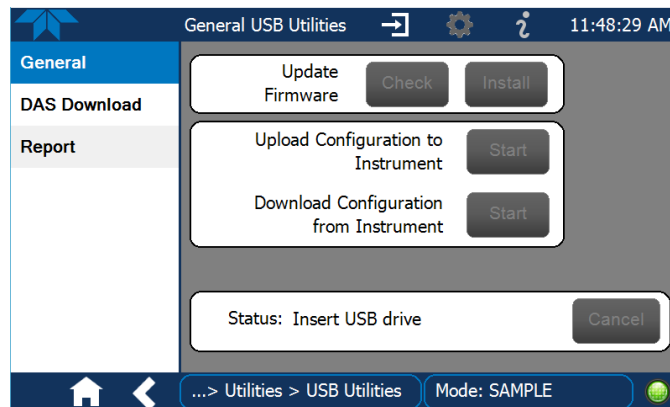 General USB Utilities
11:48:29 AM
General
DAS Download
Report
Update
Firmware
Check
Install
Upload Configuration to
Instrument
Start
Download Configuration
from Instrument
Start
Status: Insert USB drive
Cancel
...> Utilities > USB Utilities
Mode: SAMPLE